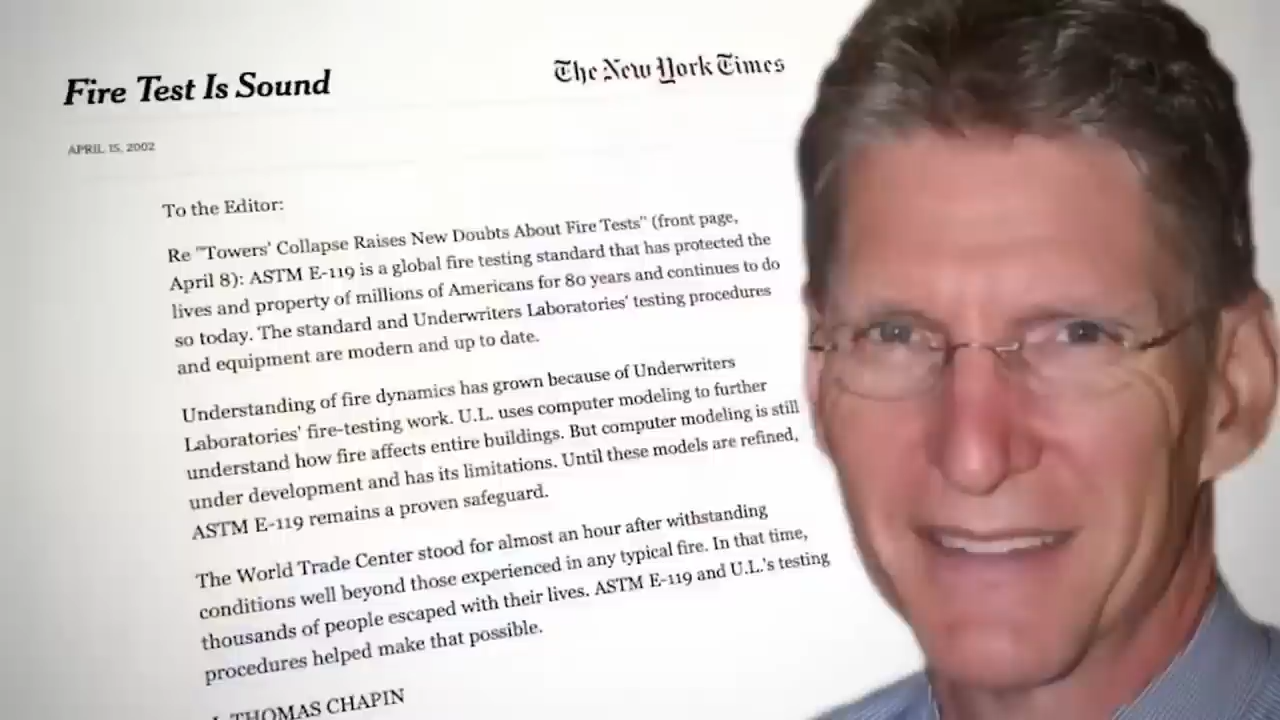 Fire Test Is Sound
The New York Times
APRIL 15, 2002
To the Editor:
Re "Towers' Collapse Raises New Doubts About Fire Tests" (front page,
April 8): ASTM E-119 is a global fire testing standard that has protected the
lives and property of millions of Americans for 80 years and continues to do
so today. The standard and Underwriters Laboratories' testing procedures
and equipment are modern and up to date.
Understanding of fire dynamics has grown because of Underwriters
Laboratories' fire-testing work. U.L. uses computer modeling to further
understand how fire affects entire buildings. But computer modeling is still
under development and has its limitations. Until these models are refined,
ASTM E-119 remains a proven safeguard.
The World Trade Center stood for almost an hour after withstanding
conditions well beyond those experienced in any typical fire. In that time,
thousands of people escaped with their lives. ASTM E-119 and U.L.'s testing
procedures helped make that possible.
THOMAS CHAPIN